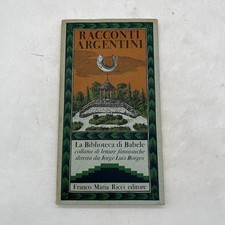 RACCONTI
ARGENTINI
La Biblioteca di Babele
collana di letture fantastiche
diretta da Jorge Luis Borges
Franco Maria Ricci editore